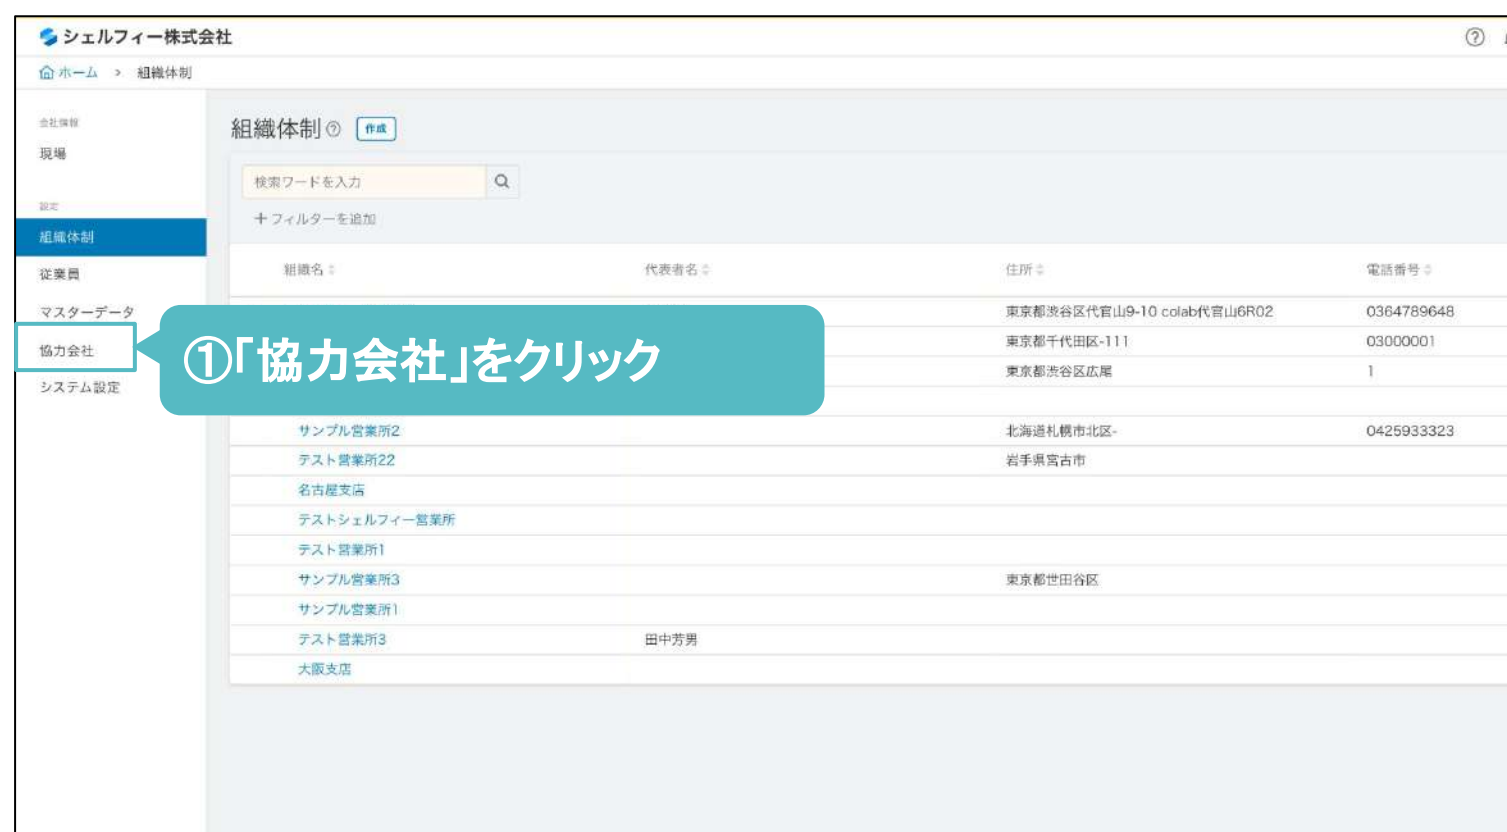 シェルフィー株式会社
ホーム > 組織体制
会社情報
現場
設定
組織体制
従業員
マスターデータ
協力会社
システム設定
組織体制 作成
検索ワードを入力
+フィルターを追加
組織名 代表者名 住所 電話番号
東京都渋谷区代官山9-10 colab代官山6R02 0364789648
東京都千代田区-111 03000001
東京都渋谷区広尾 1
①「協力会社」をクリック
サンプル営業所2 北海道札幌市北区- 0425933323
テスト営業所22 岩手県宮古市
名古屋支店
テストシェルフィー営業所
テスト営業所1
サンプル営業所3 東京都世田谷区
サンプル営業所1
テスト営業所3 田中芳男
大阪支店